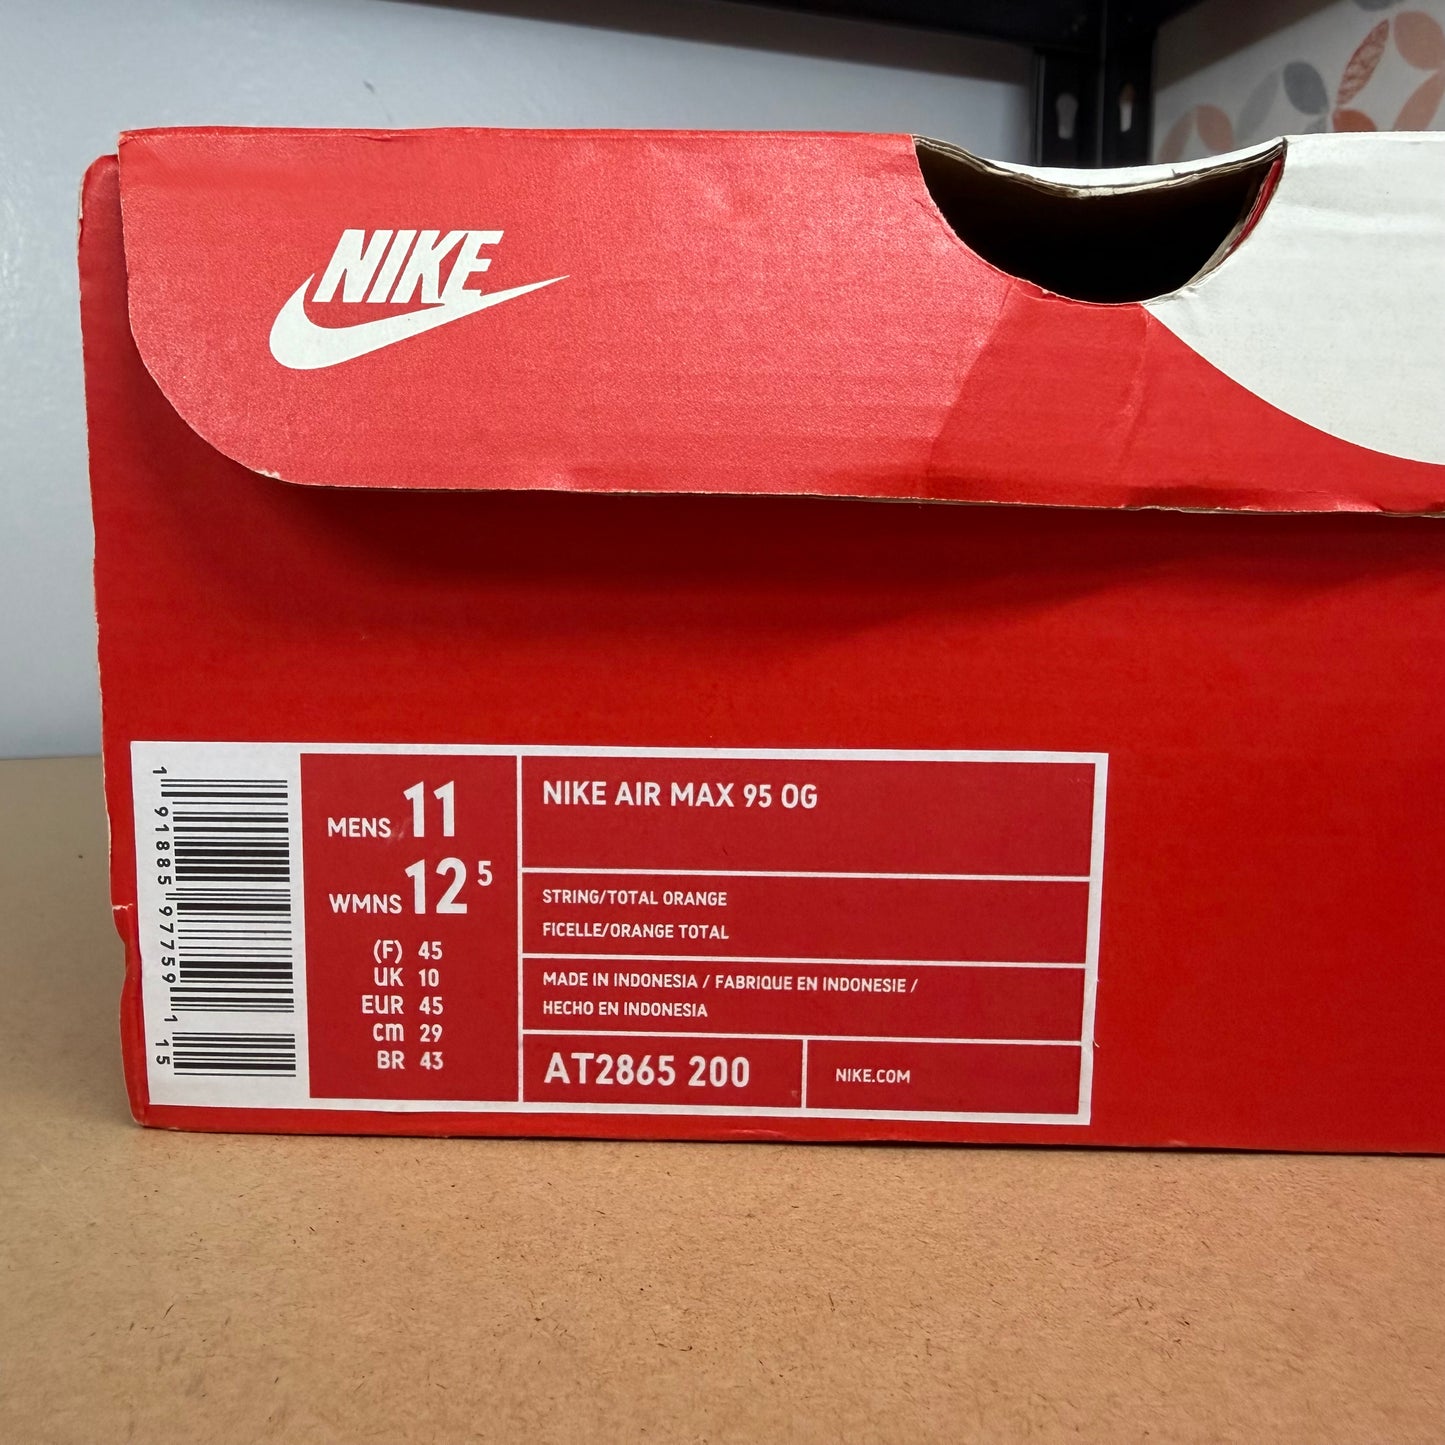 NIKE
1 91885 97759 1 15
MENS 11
WMNS 12 5
(F) 45
UK 10
EUR 45
cm 29
BR 43
NIKE AIR MAX 95 OG
STRING/TOTAL ORANGE
FICELLE/ORANGE TOTAL
MADE IN INDONESIA / FABRIQUE EN INDONESIE /
HECHO EN INDONESIA
AT2865 200
NIKE.COM